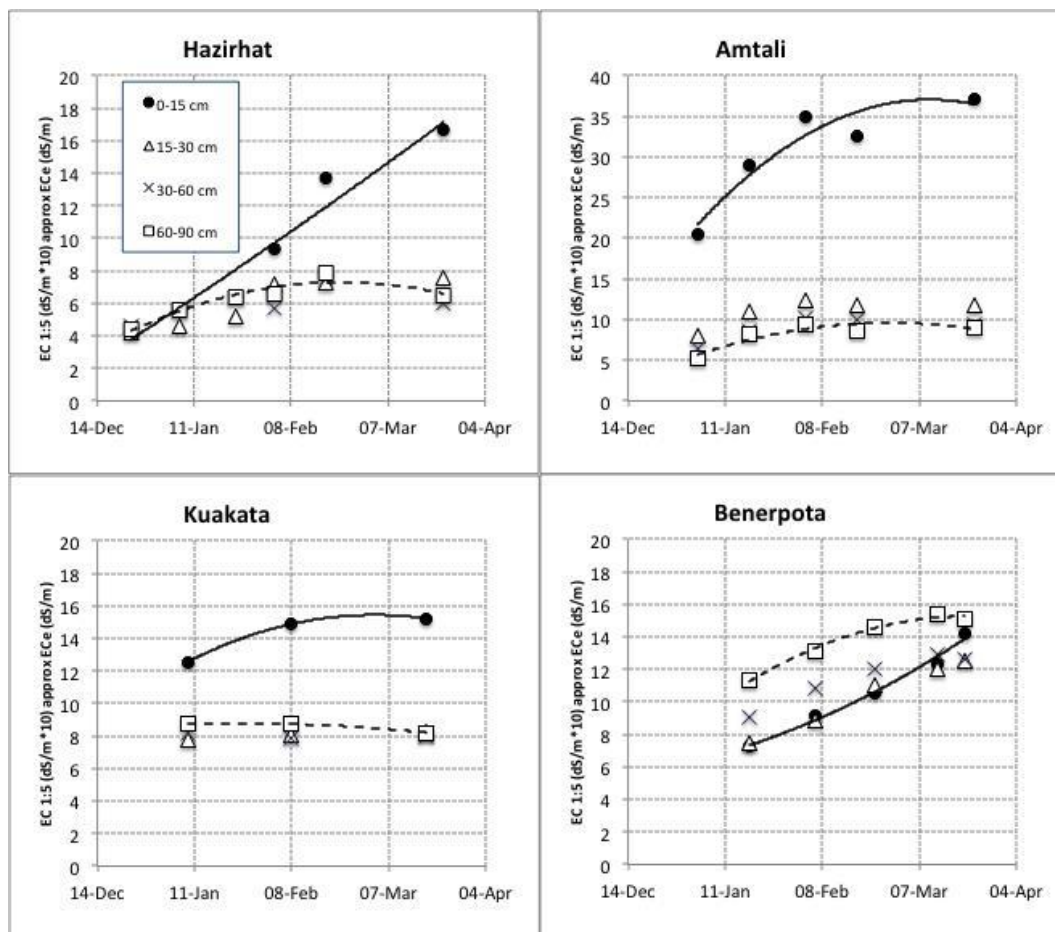 Hazirhat
EC 1:5 (dS/m*10) approx ECe (dS/m)
20
18
16
14
12
10
8
6
4
2
0
0-15 cm
15-30 cm
30-60 cm
60-90 cm
14-Dec 11-Jan 08-Feb 07-Mar 04-Apr
Amtali
EC 1:5 (dS/m*10) approx ECe (dS/m)
40
35
30
25
20
15
10
5
0
14-Dec 11-Jan 08-Feb 07-Mar 04-Apr
Kuakata
EC 1:5 (dS/m*10) approx ECe (dS/m)
20
18
16
14
12
10
8
6
4
2
0
14-Dec 11-Jan 08-Feb 07-Mar 04-Apr
Benerpota
EC 1:5 (dS/m*10) approx ECe (dS/m)
20
18
16
14
12
10
8
6
4
2
0
14-Dec 11-Jan 08-Feb 07-Mar 04-Apr